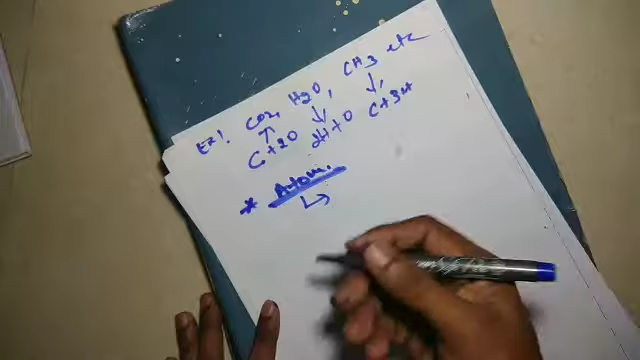 Ex! CO2, H2O, CH3 etc
C+2O 2H+O C+3H
* Atom.